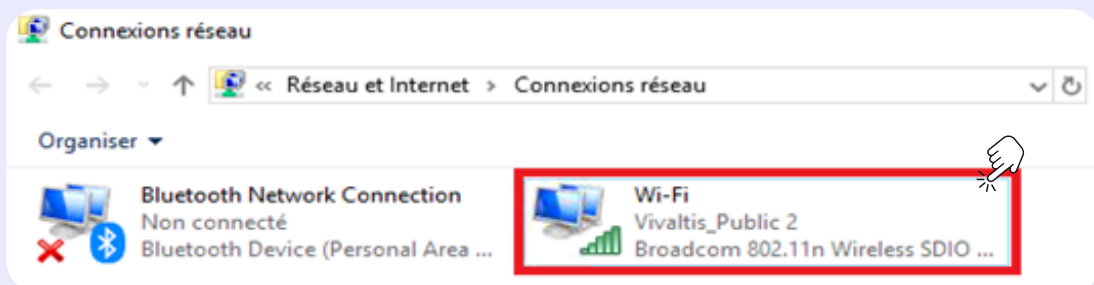 Connexions réseau
« Réseau et Internet > Connexions réseau
Organiser
Bluetooth Network Connection
Non connecté
Bluetooth Device (Personal Area ...
Wi-Fi
Vivaltis_Public 2
Broadcom 802.11n Wireless SDIO ...